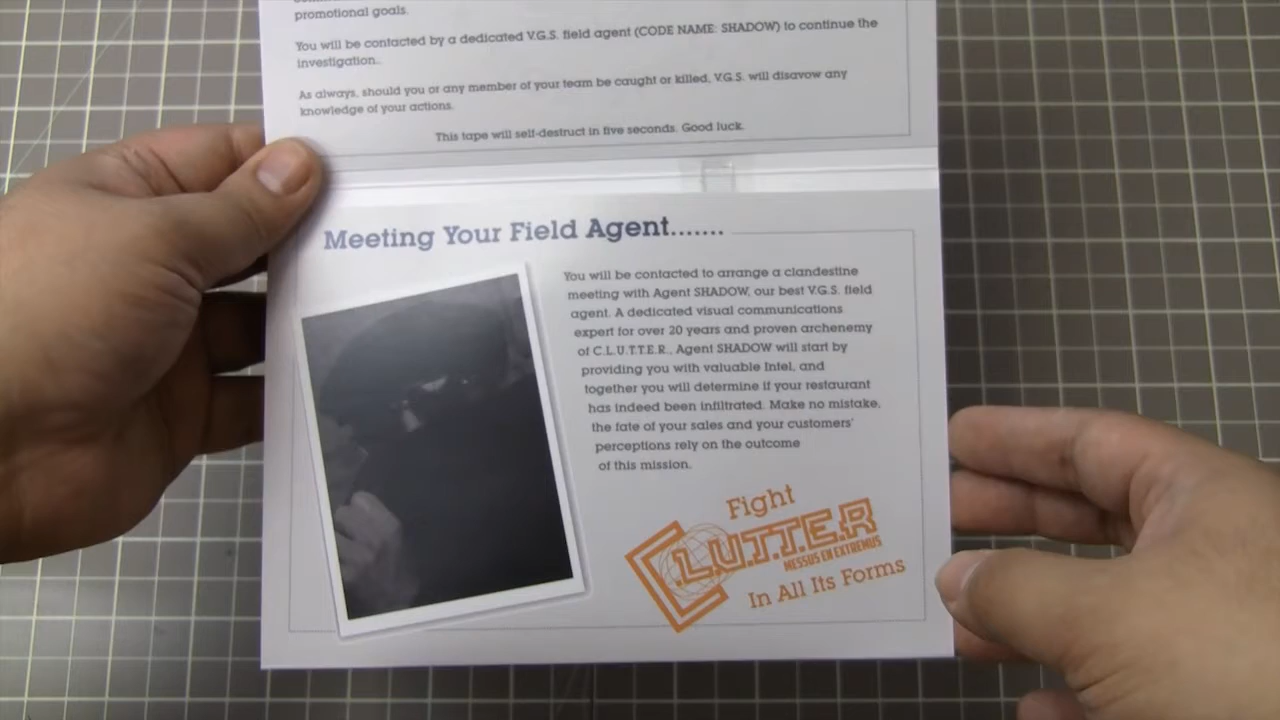 promotional goals.
You will be contacted by a dedicated V.G.S. field agent (CODE NAME: SHADOW) to continue the
investigation..
As always, should you or any member of your team be caught or killed, V.G.S. will disavow any
knowledge of your actions.
This tape will self-destruct in five seconds. Good luck.
Meeting Your Field Agent.......
You will be contacted to arrange a clandestine
meeting with Agent SHADOW, our best V.G.S. field
agent. A dedicated visual communications
expert for over 20 years and proven archenemy
of C.L.U.T.T.E.R., Agent SHADOW will start by
providing you with valuable Intel, and
together you will determine if your restaurant
has indeed been infiltrated. Make no mistake,
the fate of your sales and your customers'
perceptions rely on the outcome
of this mission.
Fight
C.L.U.T.T.E.R
MESSUS EN EXTREMUS
In All Its Forms